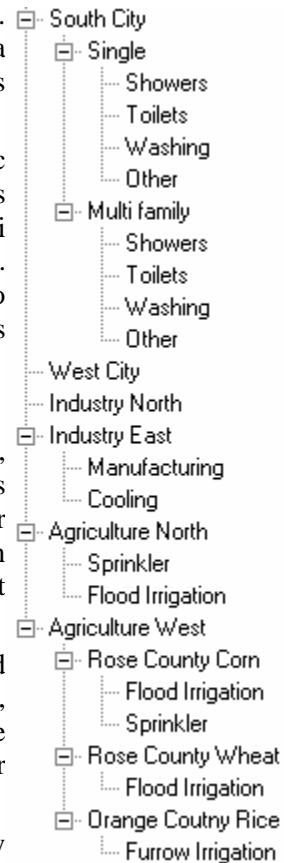 South City
Single
Showers
Toilets
Washing
Other
Multi family
Showers
Toilets
Washing
Other
West City
Industry North
Industry East
Manufacturing
Cooling
Agriculture North
Sprinkler
Flood Irrigation
Agriculture West
Rose County Corn
Flood Irrigation
Sprinkler
Rose County Wheat
Flood Irrigation
Orange Coutny Rice
Furrow Irrigation